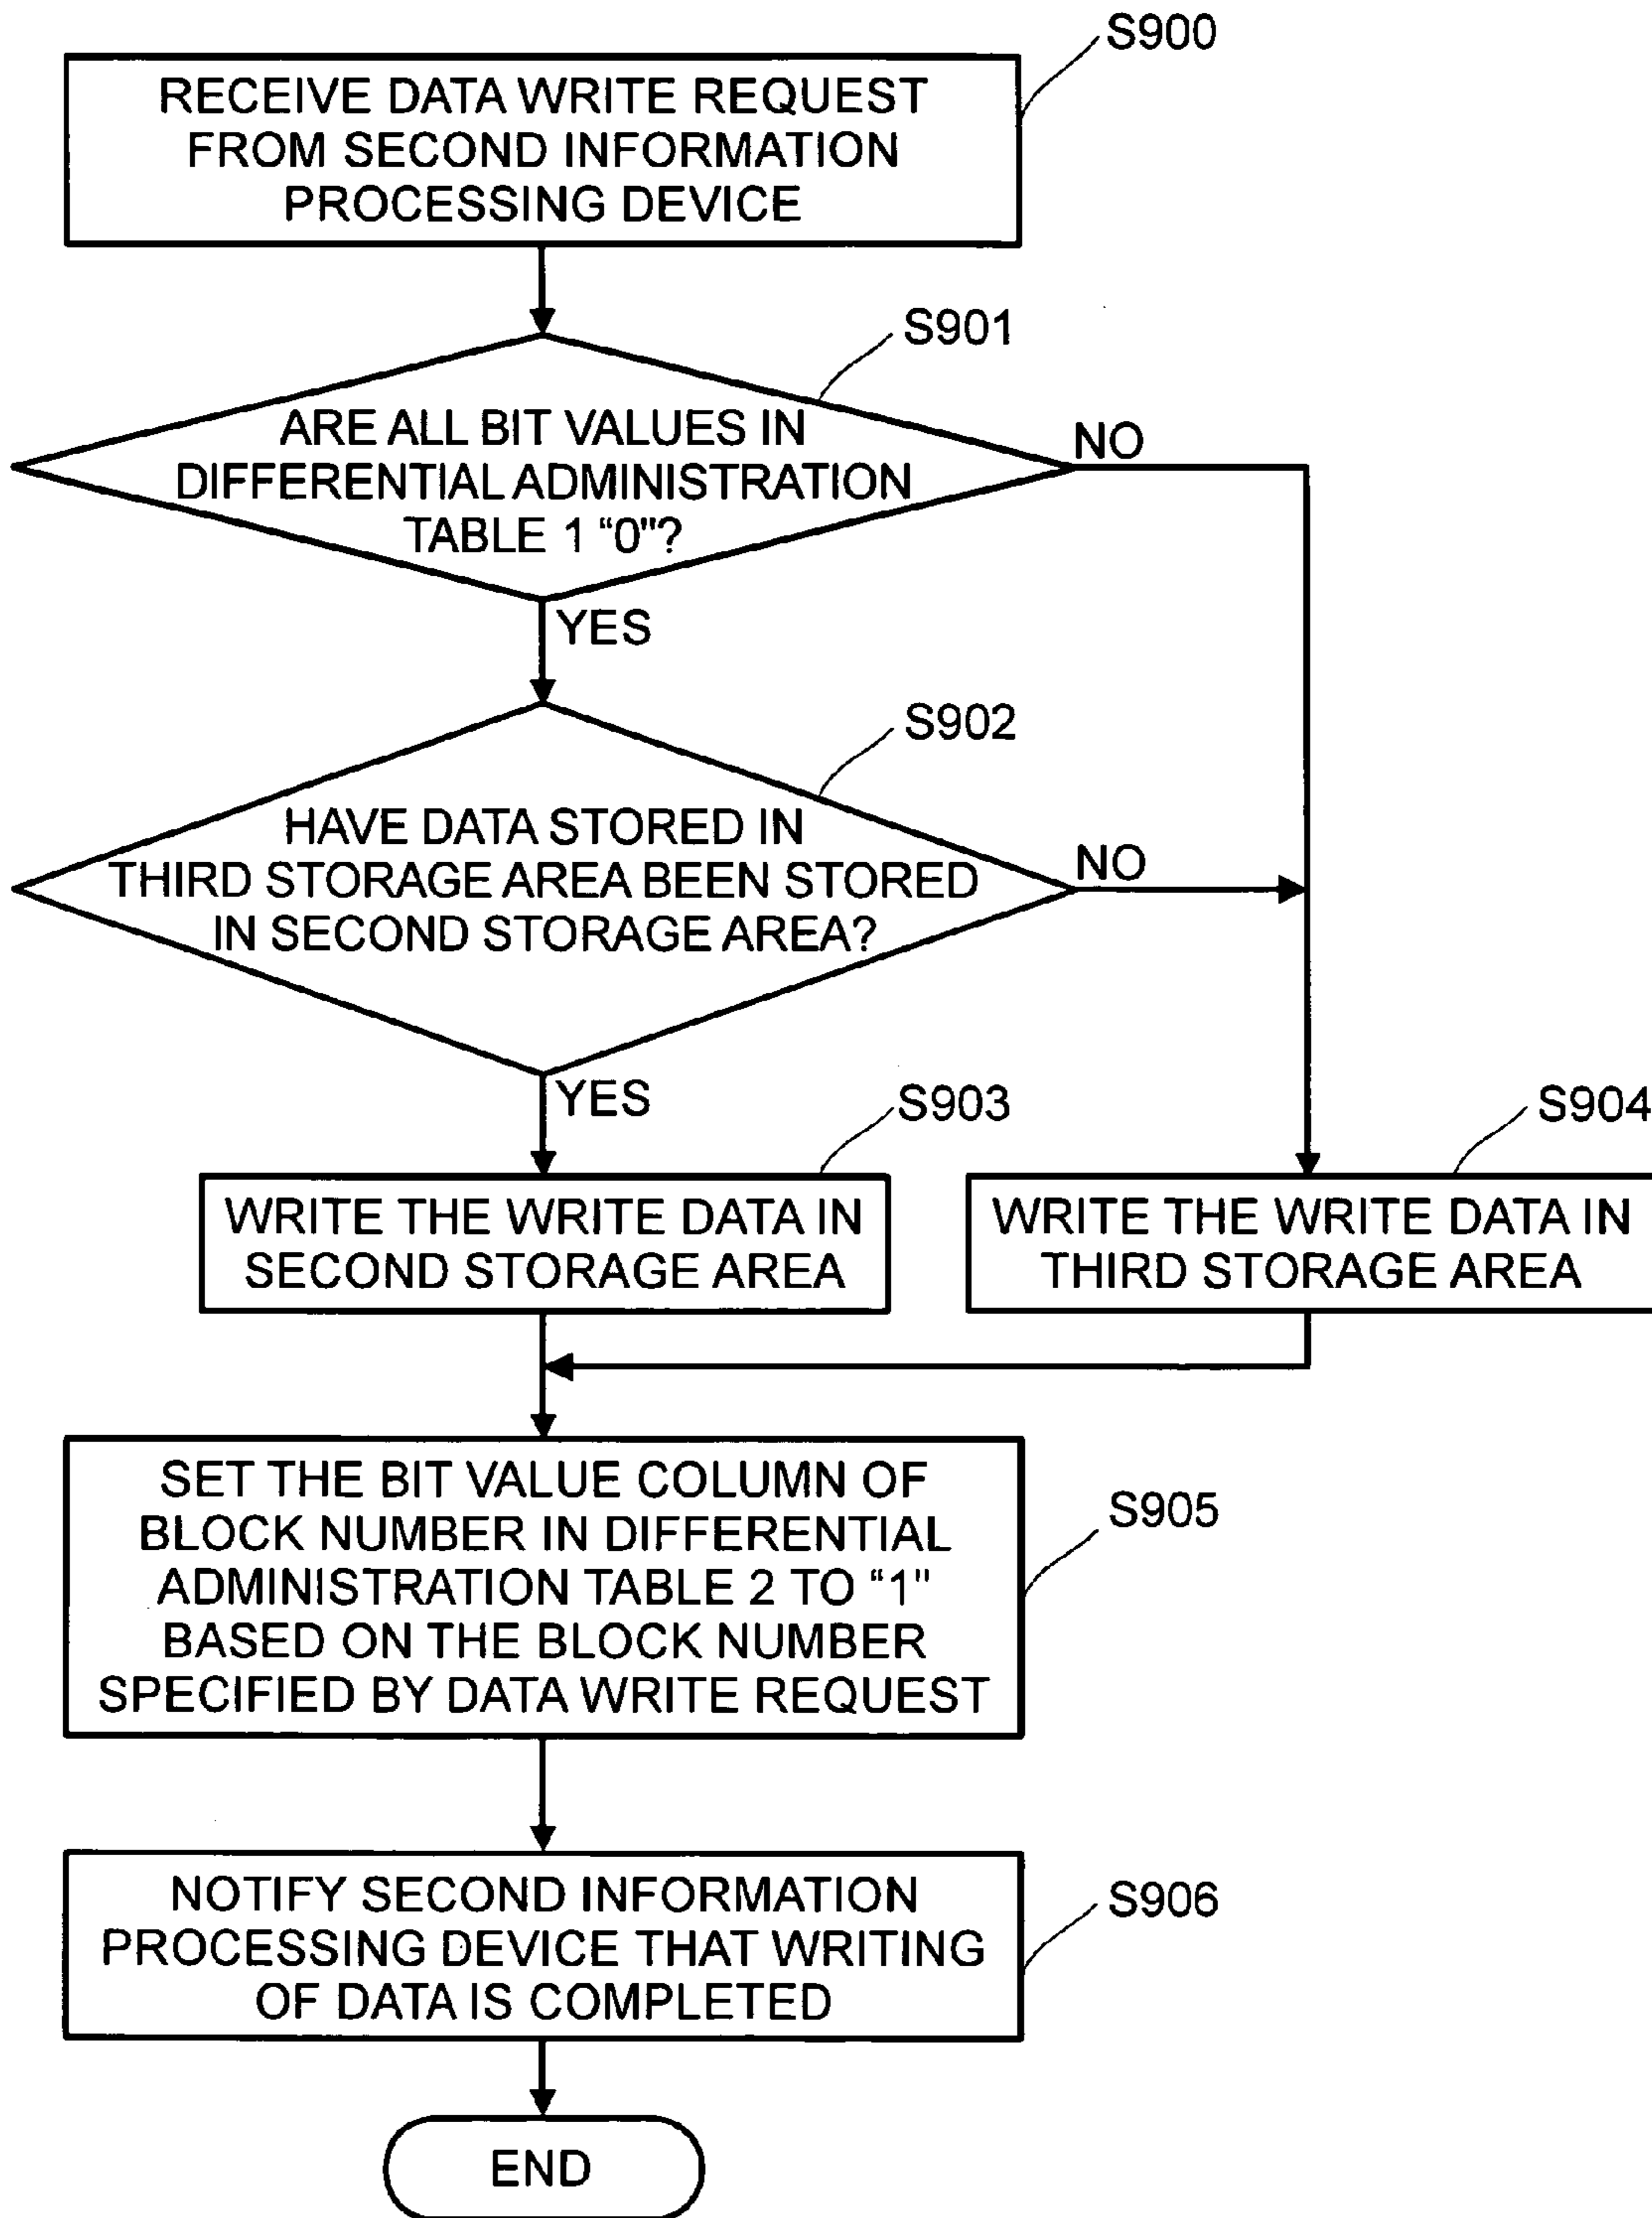 S900
RECEIVE DATA WRITE REQUEST
FROM SECOND INFORMATION
PROCESSING DEVICE
S901
ARE ALL BIT VALUES IN
DIFFERENTIAL ADMINISTRATION
TABLE 1 “0”?
NO
YES
S902
HAVE DATA STORED IN
THIRD STORAGE AREA BEEN STORED
IN SECOND STORAGE AREA?
NO
YES
S903
WRITE THE WRITE DATA IN
SECOND STORAGE AREA
S904
WRITE THE WRITE DATA IN
THIRD STORAGE AREA
SET THE BIT VALUE COLUMN OF
BLOCK NUMBER IN DIFFERENTIAL
ADMINISTRATION TABLE 2 TO “1”
BASED ON THE BLOCK NUMBER
SPECIFIED BY DATA WRITE REQUEST
S905
NOTIFY SECOND INFORMATION
PROCESSING DEVICE THAT WRITING
OF DATA IS COMPLETED
S906
END